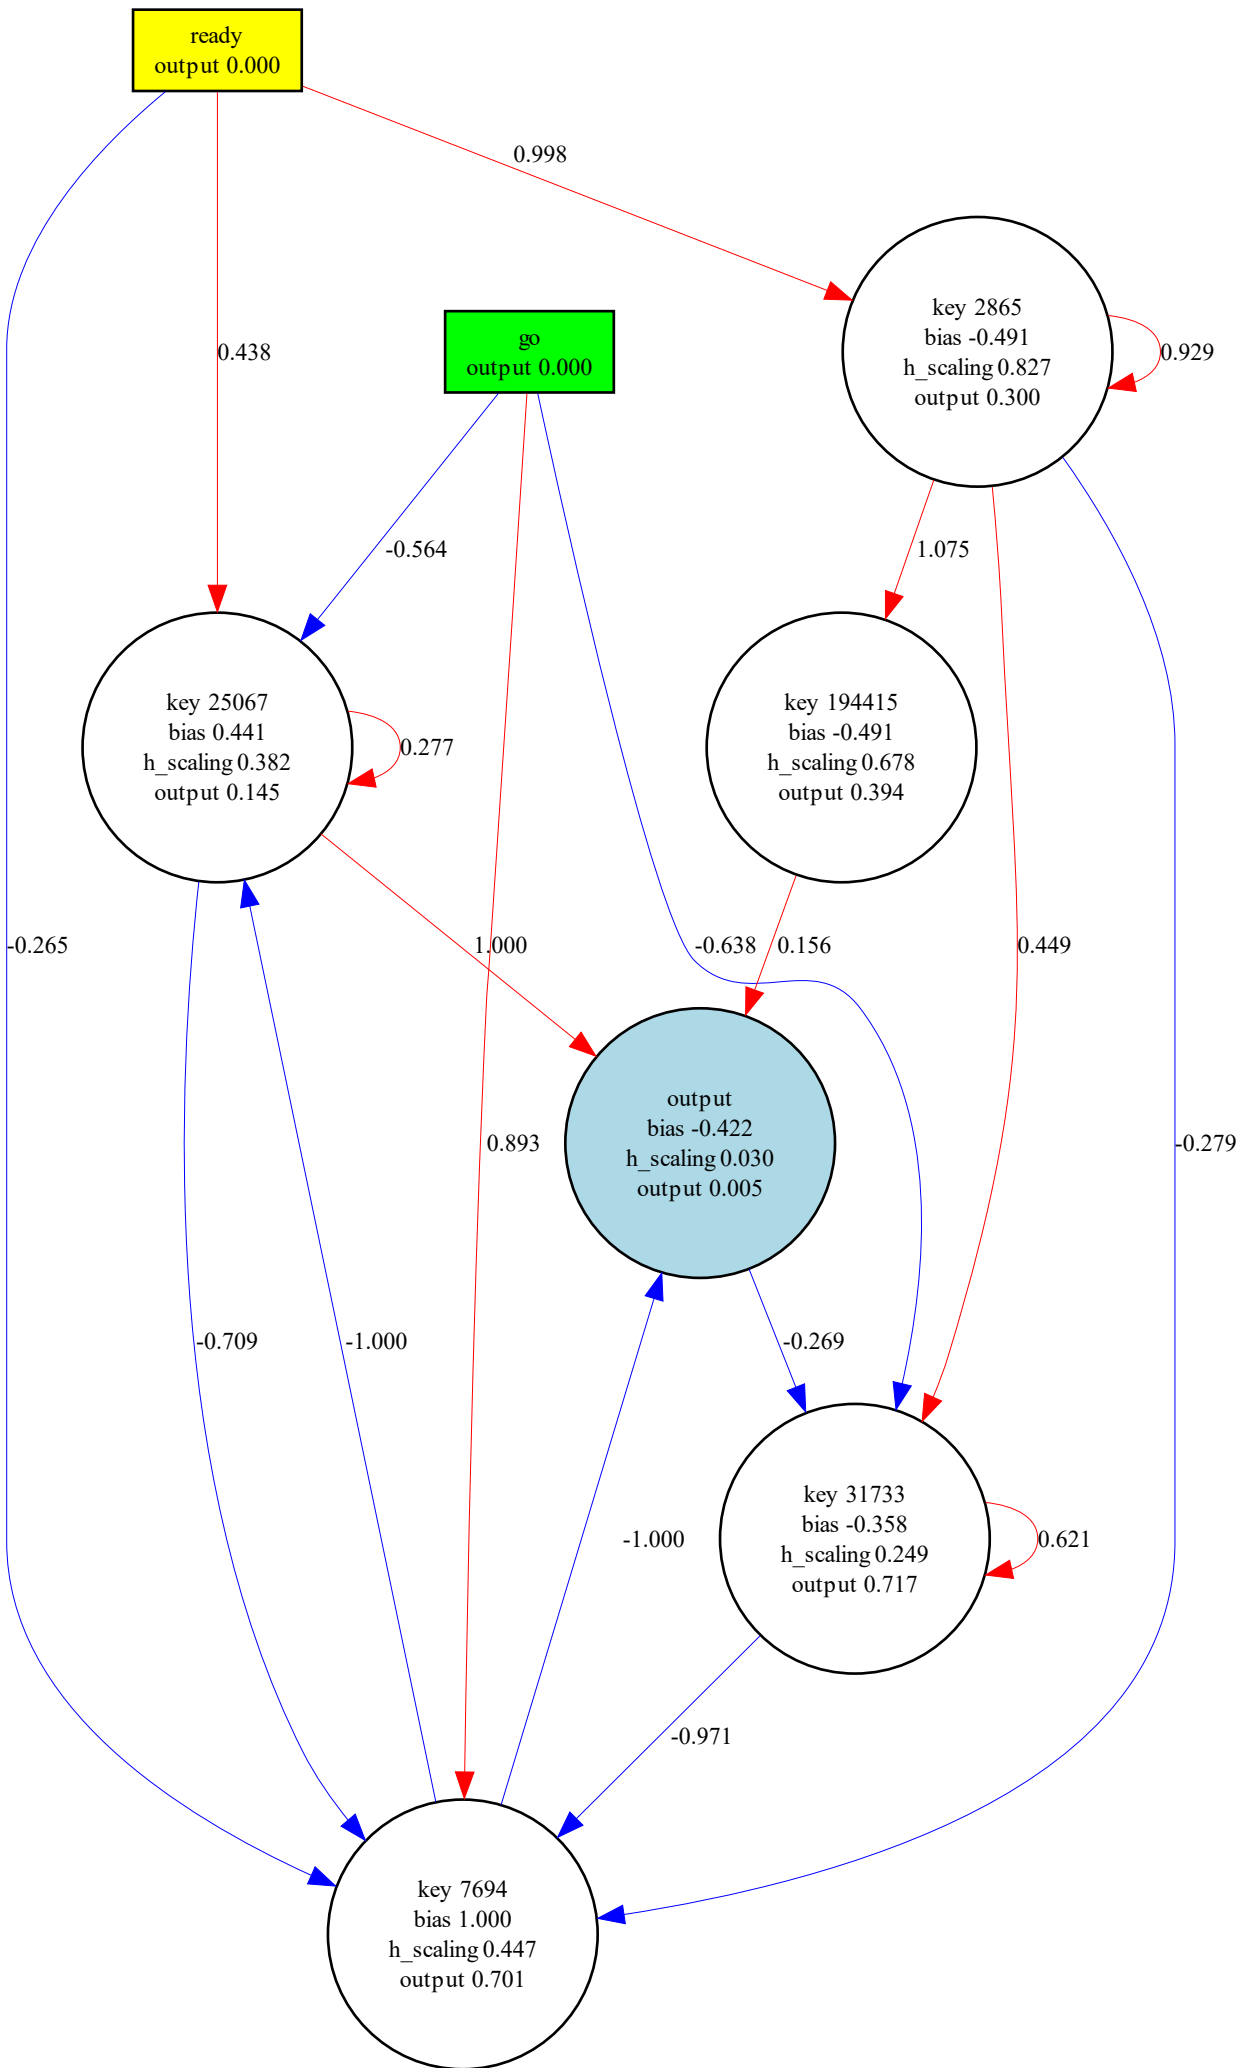 ready
output 0.000
0.998
go
output 0.000
key 2865
bias -0.491
h_scaling 0.827
output 0.300
0.438
0.929
-0.564
1.075
key 25067
bias 0.441
h_scaling 0.382
output 0.145
0.277
key 194415
bias -0.491
h_scaling 0.678
output 0.394
-0.265
1.000
-0.638
0.156
0.449
output
bias -0.422
h_scaling 0.030
output 0.005
0.893
-0.279
-0.709
-1.000
-0.269
-1.000
key 31733
bias -0.358
h_scaling 0.249
output 0.717
0.621
-0.971
key 7694
bias 1.000
h_scaling 0.447
output 0.701